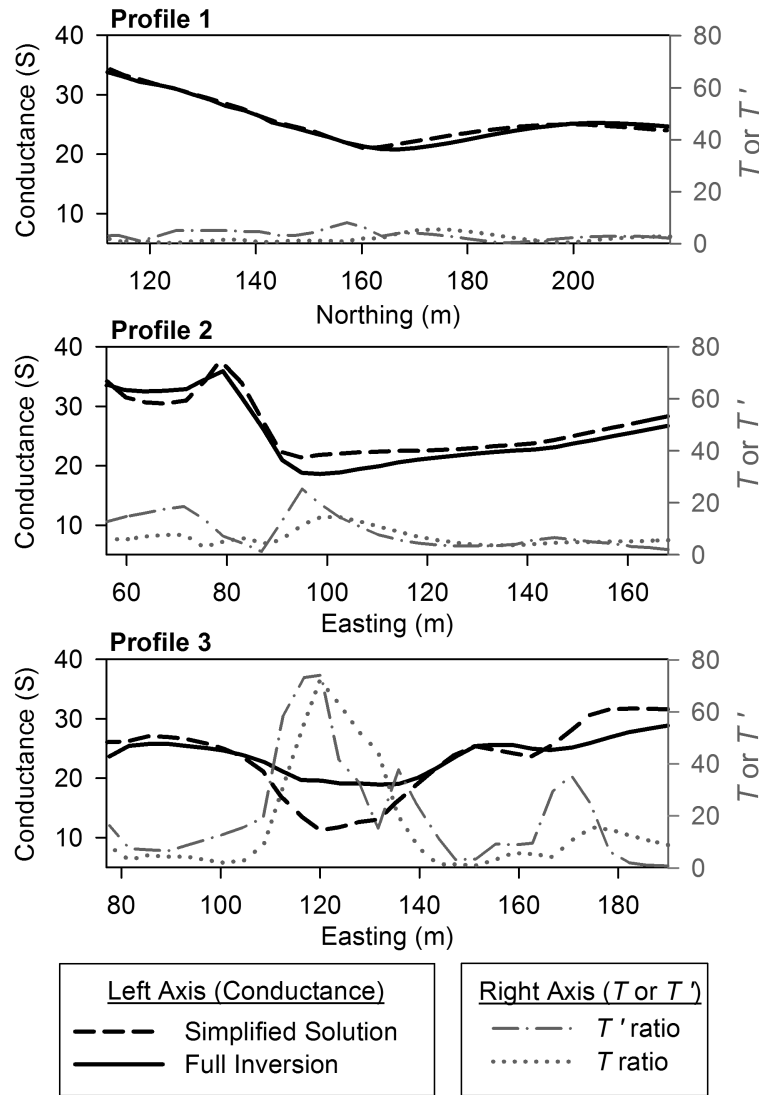 Profile 1
Conductance (S)
40
30
20
10
80
60
40
20
0
T or T '
120 140 160 180 200
Northing (m)
Profile 2
Conductance (S)
40
30
20
10
80
60
40
20
0
T or T '
60 80 100 120 140 160
Easting (m)
Profile 3
Conductance (S)
40
30
20
10
80
60
40
20
0
T or T '
80 100 120 140 160 180
Easting (m)
Left Axis (Conductance)
Simplified Solution
Full Inversion
Right Axis (T or T ')
T ' ratio
T ratio